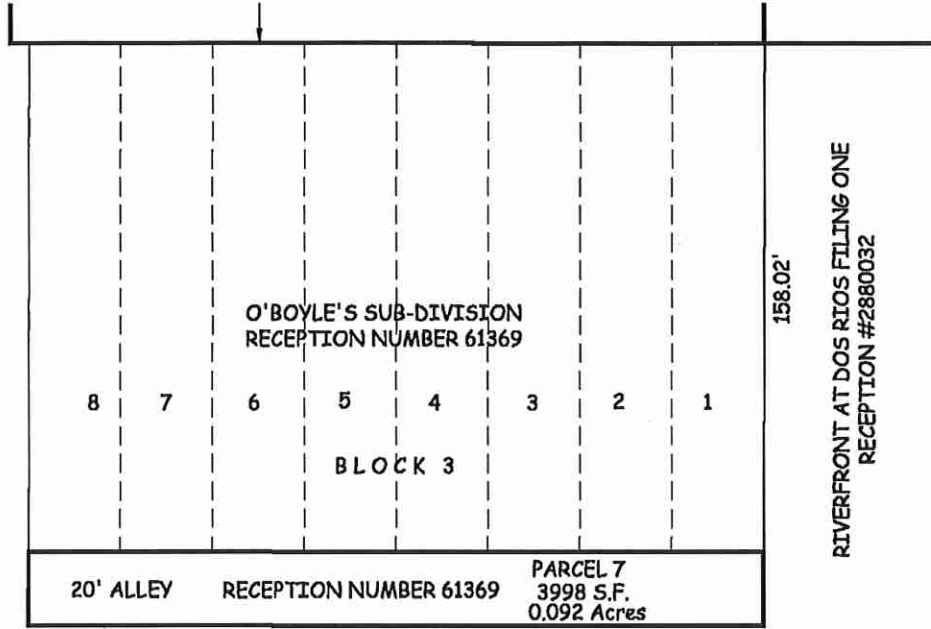 O'BOYLE'S SUB-DIVISION
RECEPTION NUMBER 61369
8 7 6 5 4 3 2 1
BLOCK 3
20' ALLEY RECEPTION NUMBER 61369
PARCEL 7
3998 S.F.
0.092 Acres
158.02'
RIVERFRONT AT DOS RIOS FILING ONE
RECEPTION #2880032